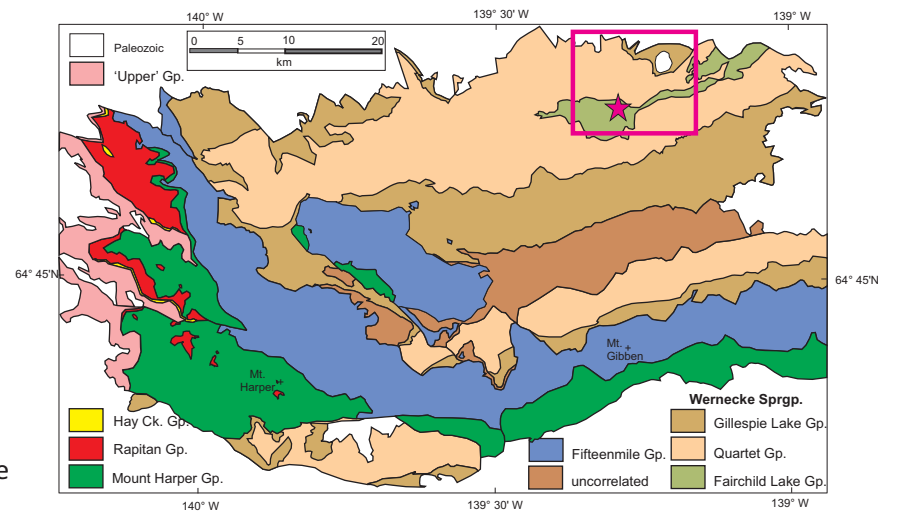 140° W
139° 30' W
139° W
Paleozoic
0 5 10 20
km
'Upper' Gp.
64° 45'N
64° 45'N
Mt.
Gibben
Mt.
Harper
Wernecke Sprgp.
Hay Ck. Gp.
Gillespie Lake Gp.
Rapitan Gp.
Fifteenmile Gp.
Quartet Gp.
Mount Harper Gp.
uncorrelated
Fairchild Lake Gp.
e
140° W
139° 30' W
139° W